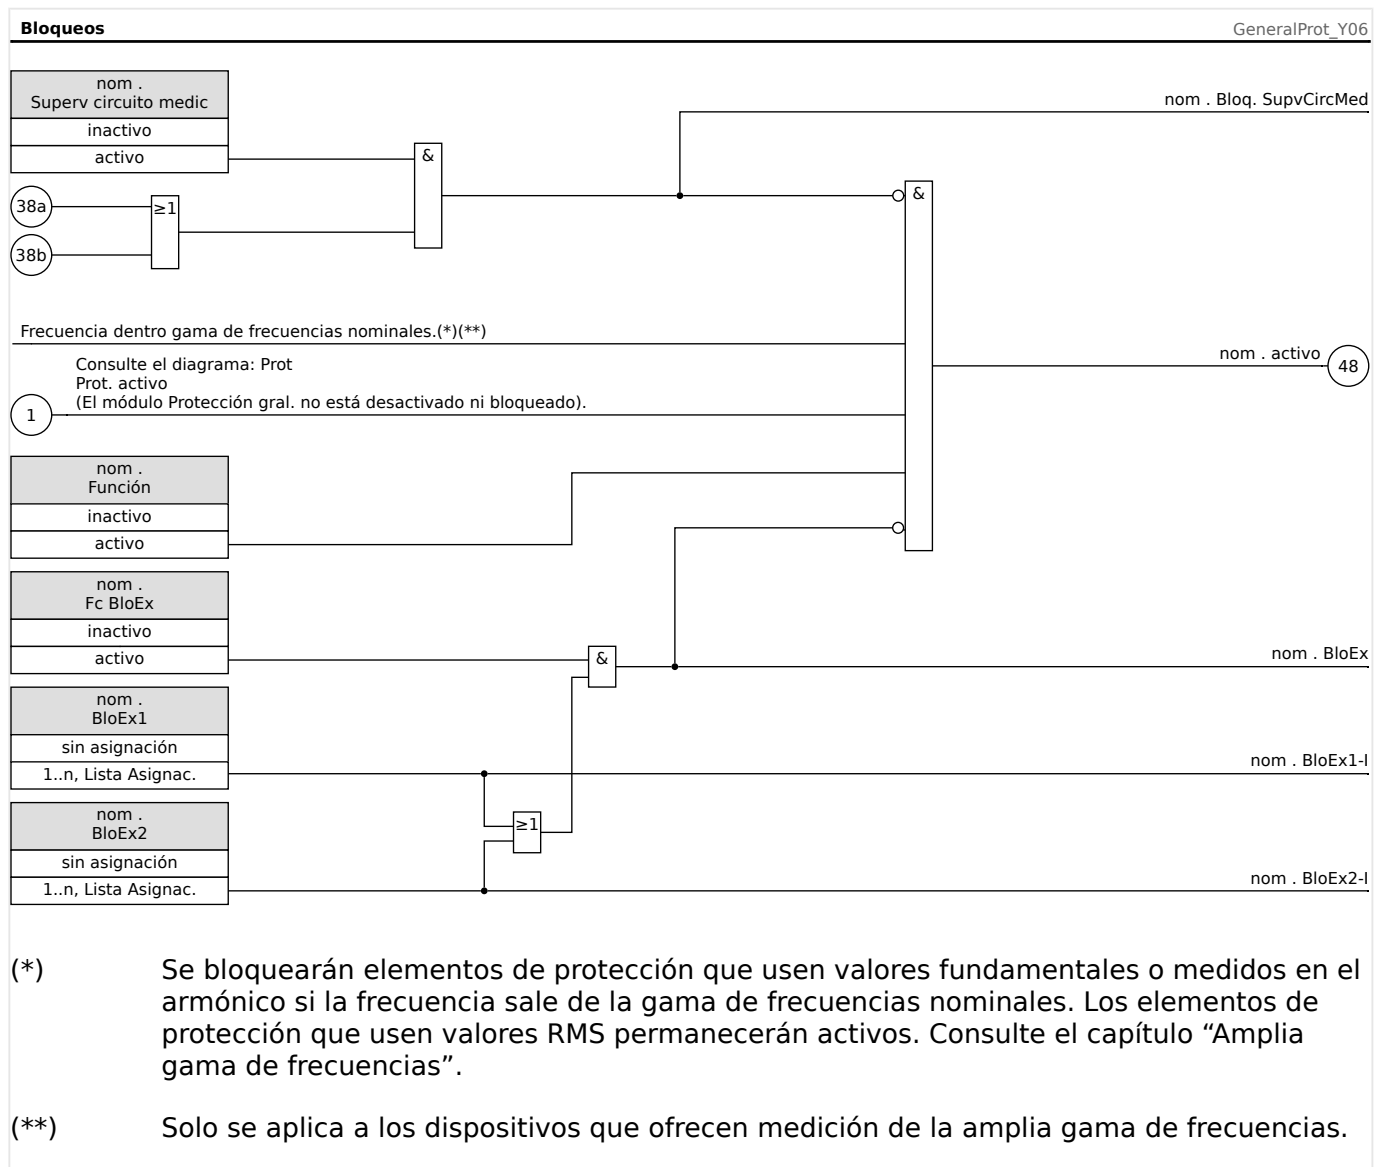 Bloqueos
GeneralProt_Y06
nom .
Superv circuito medic
inactivo
activo
nom . Bloq. SupvCircMed
&
&
38a
≥1
38b
Frecuencia dentro gama de frecuencias nominales.(*)(**)
nom . activo
48
Consulte el diagrama: Prot
Prot. activo
(El módulo Protección gral. no está desactivado ni bloqueado).
1
nom .
Función
inactivo
activo
nom .
Fc BloEx
inactivo
activo
&
nom . BloEx
nom .
BloEx1
sin asignación
1..n, Lista Asignac.
nom . BloEx1-I
nom .
BloEx2
sin asignación
1..n, Lista Asignac.
≥1
nom . BloEx2-I
(*) Se bloquearán elementos de protección que usen valores fundamentales o medidos en el
armónico si la frecuencia sale de la gama de frecuencias nominales. Los elementos de
protección que usen valores RMS permanecerán activos. Consulte el capítulo “Amplia
gama de frecuencias”.
(**) Solo se aplica a los dispositivos que ofrecen medición de la amplia gama de frecuencias.